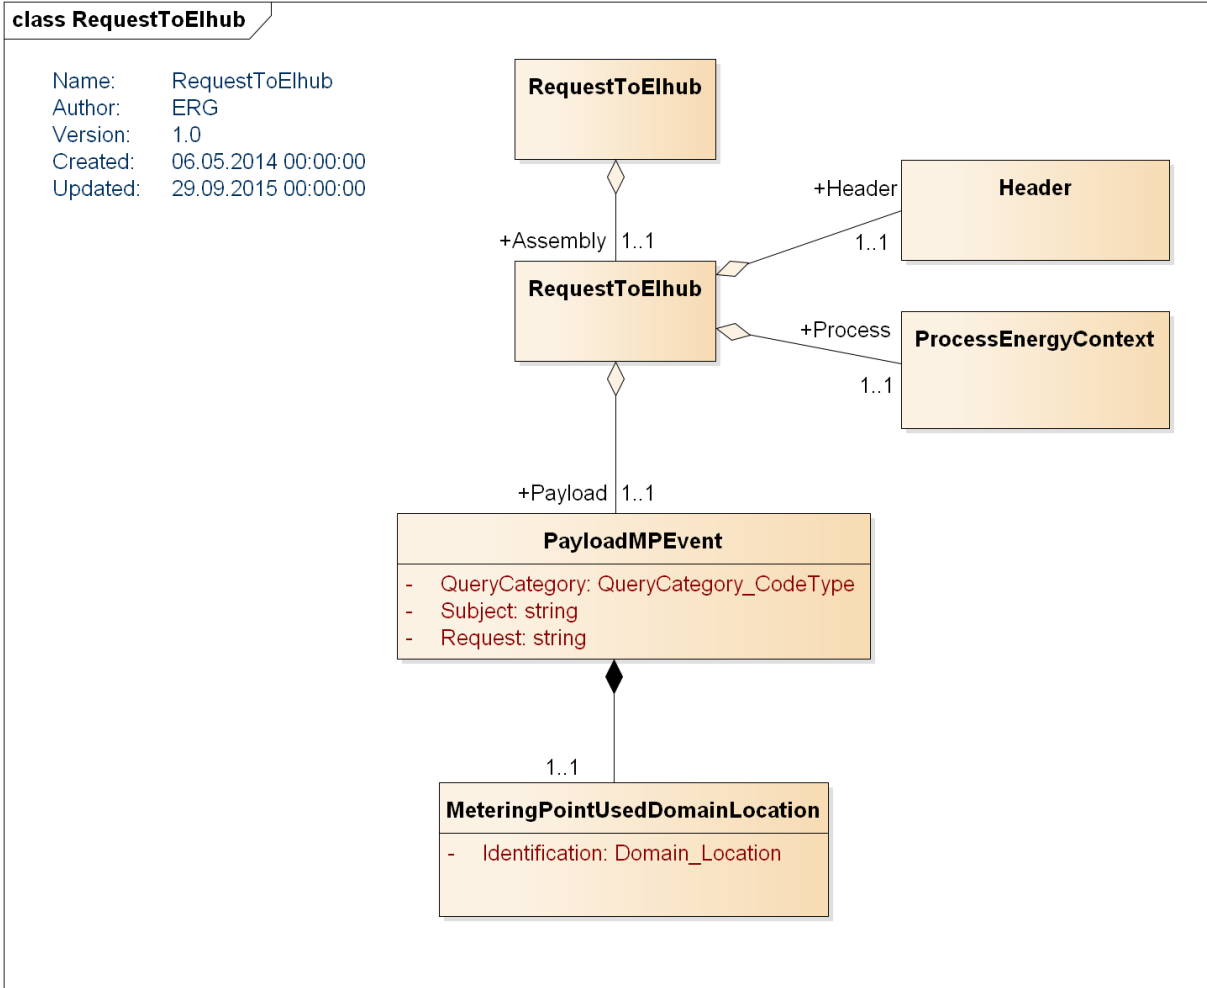 class RequestToElhub
Name: RequestToElhub
Author: ERG
Version: 1.0
Created: 06.05.2014 00:00:00
Updated: 29.09.2015 00:00:00
RequestToElhub
+Assembly 1..1
RequestToElhub
+Header
1..1
Header
+Process
1..1
ProcessEnergyContext
+Payload 1..1
PayloadMPEvent
- QueryCategory: QueryCategory_CodeType
- Subject: string
- Request: string
1..1
MeteringPointUsedDomainLocation
- Identification: Domain_Location